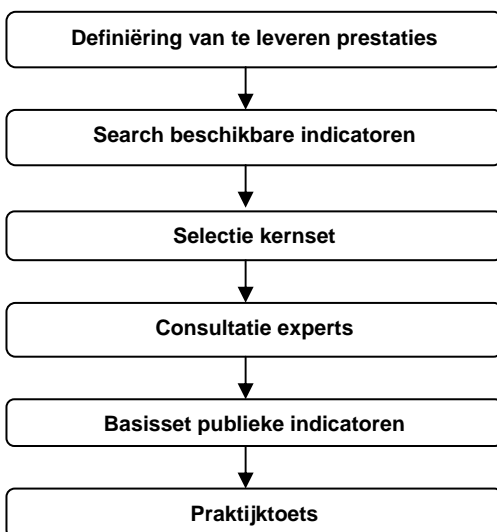 Definiëring van te leveren prestaties
Search beschikbare indicatoren
Selectie kernset
Consultatie experts
Basisset publieke indicatoren
Praktijktoets